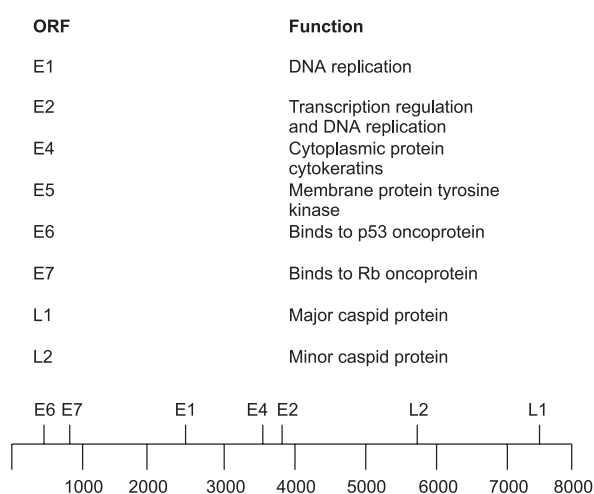 ORF Function
E1 DNA replication
E2 Transcription regulation
and DNA replication
E4 Cytoplasmic protein
cytokeratins
E5 Membrane protein tyrosine
kinase
E6 Binds to p53 oncoprotein
E7 Binds to Rb oncoprotein
L1 Major caspid protein
L2 Minor caspid protein
E6 E7 E1 E4 E2 L2 L1
1000 2000 3000 4000 5000 6000 7000 8000